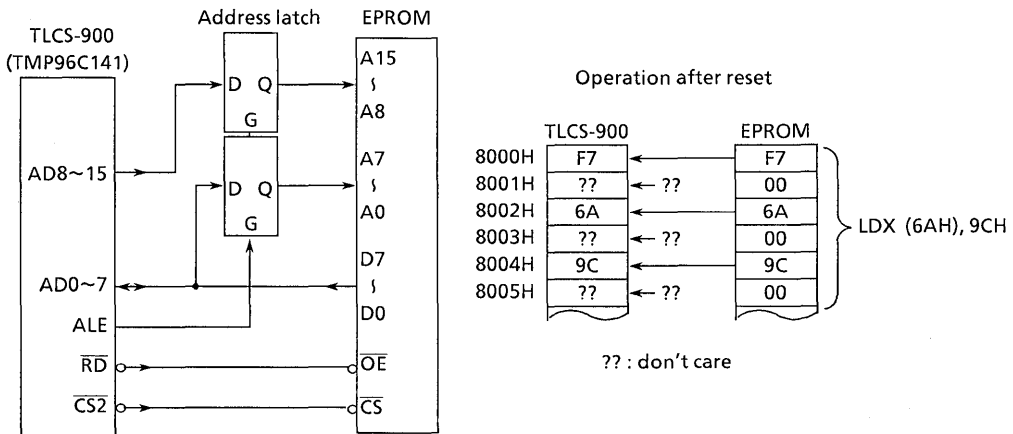 Address latch
EPROM
TLCS-900
(TMP96C141)
A15
D Q
∫
G
A8
AD8~15
A7
D Q
∫
A0
G
D7
AD0~7
∫
D0
ALE
RD
OE
CS2
CS
Operation after reset
TLCS-900 EPROM
8000H F7 F7
8001H ?? ?? 00
8002H 6A 6A
8003H ?? ?? 00
8004H 9C 9C
8005H ?? ?? 00
LDX (6AH), 9CH
?? : don't care